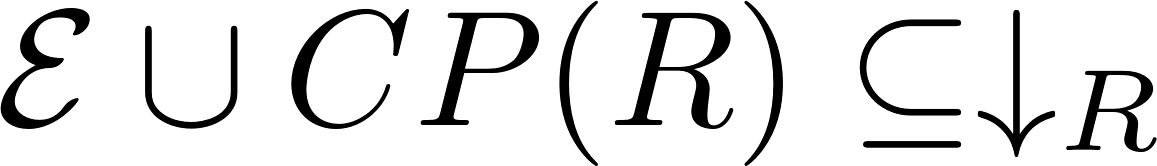 ℰ ∪ CP(R) ⊆↓_R